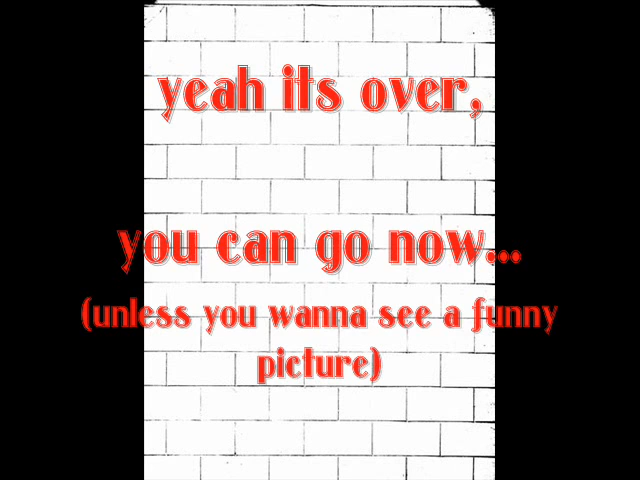 yeah its over,
you can go now...
(unless you wanna see a funny
picture)